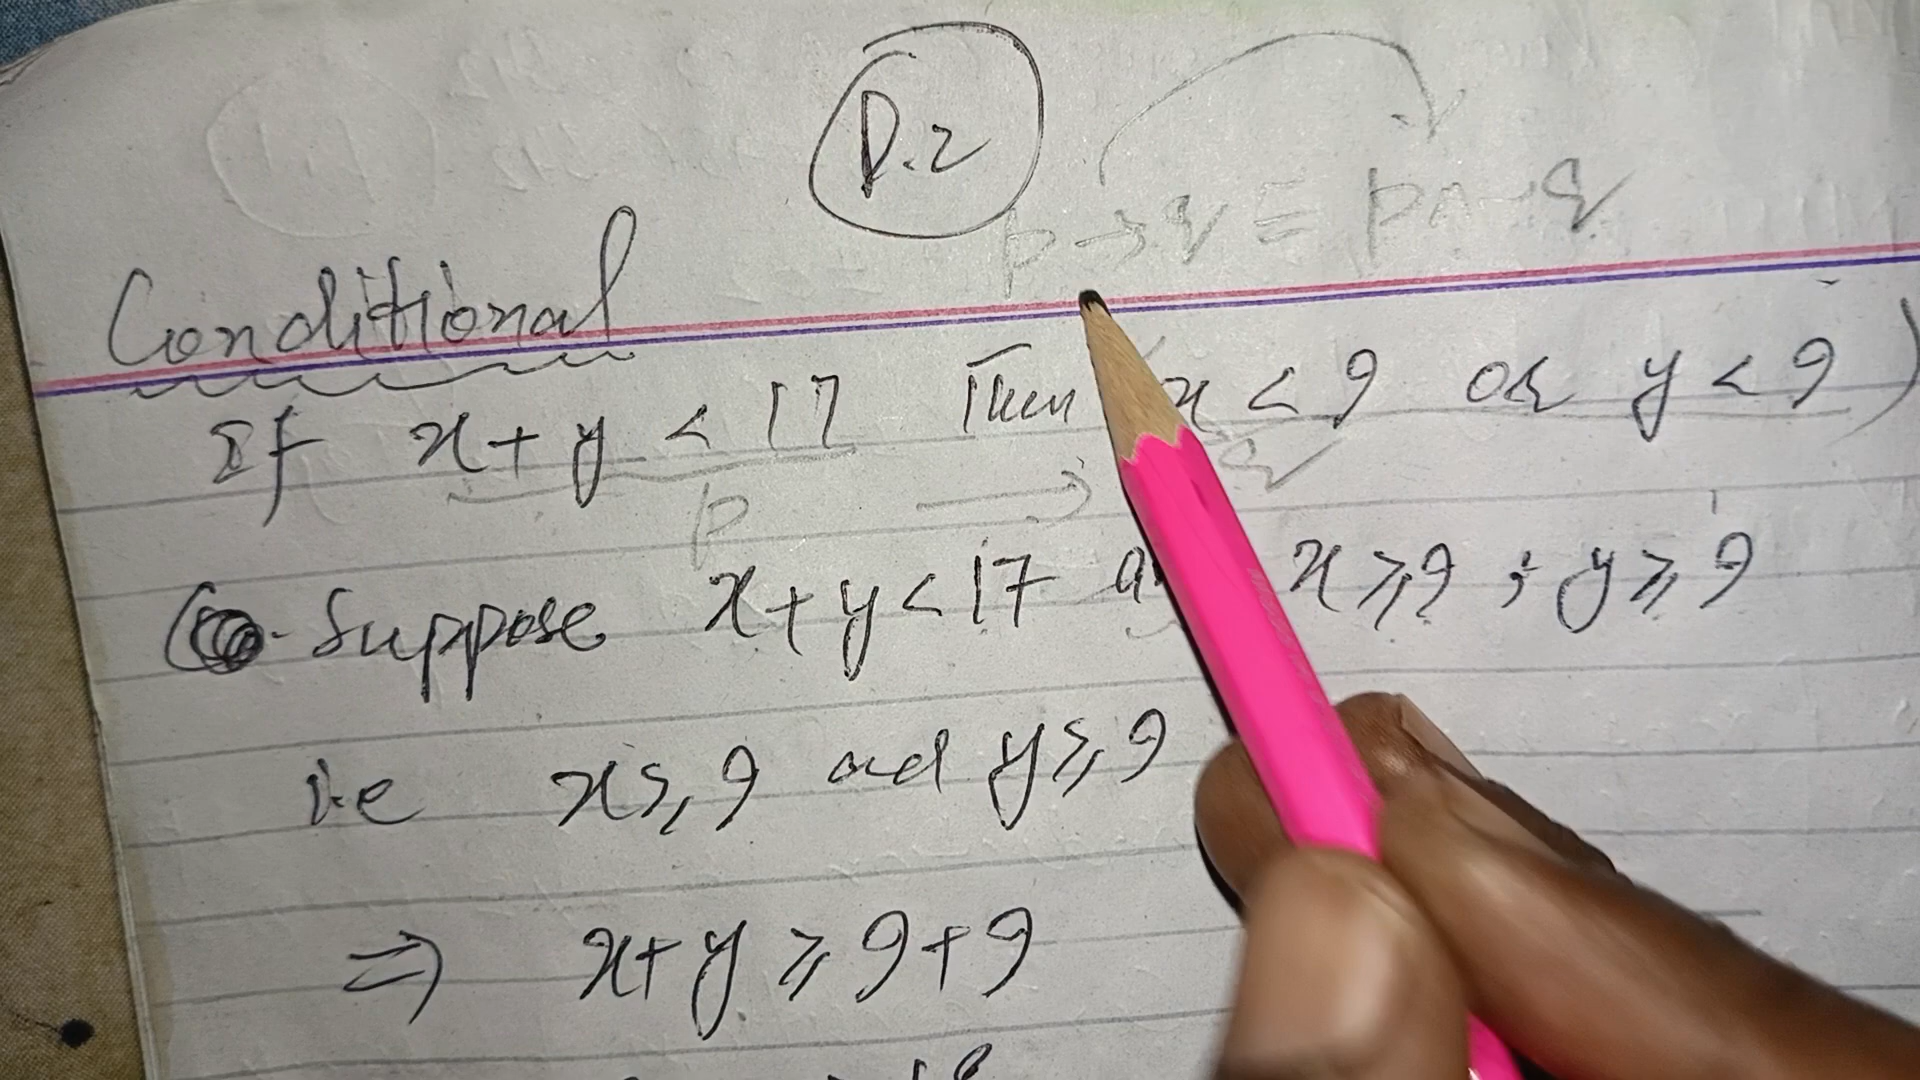 P.2
p → q ≡ p ∧ ~q
Conditional
If x + y < 17 Then x < 9 or y < 9)
p → q
Suppose x + y < 17 x ≥ 9 ; y ≥ 9
i.e x ≥ 9 and y ≥ 9
⇒ x + y ≥ 9 + 9